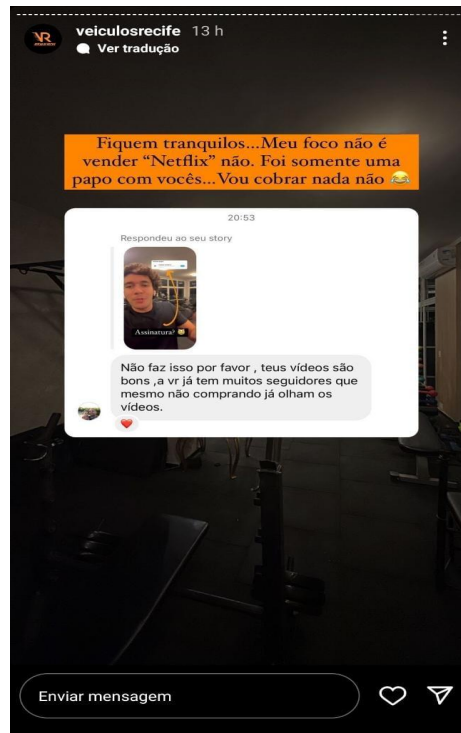 VR
veiculosrecife 13 h
Ver tradução
Fiquem tranquilos...Meu foco não é
vender “Netflix” não. Foi somente uma
papo com vocês...Vou cobrar nada não 😂
20:53
Respondeu ao seu story
Assinatura?
Não faz isso por favor , teus vídeos são
bons ,a vr já tem muitos seguidores que
mesmo não comprando já olham os
vídeos.
Enviar mensagem